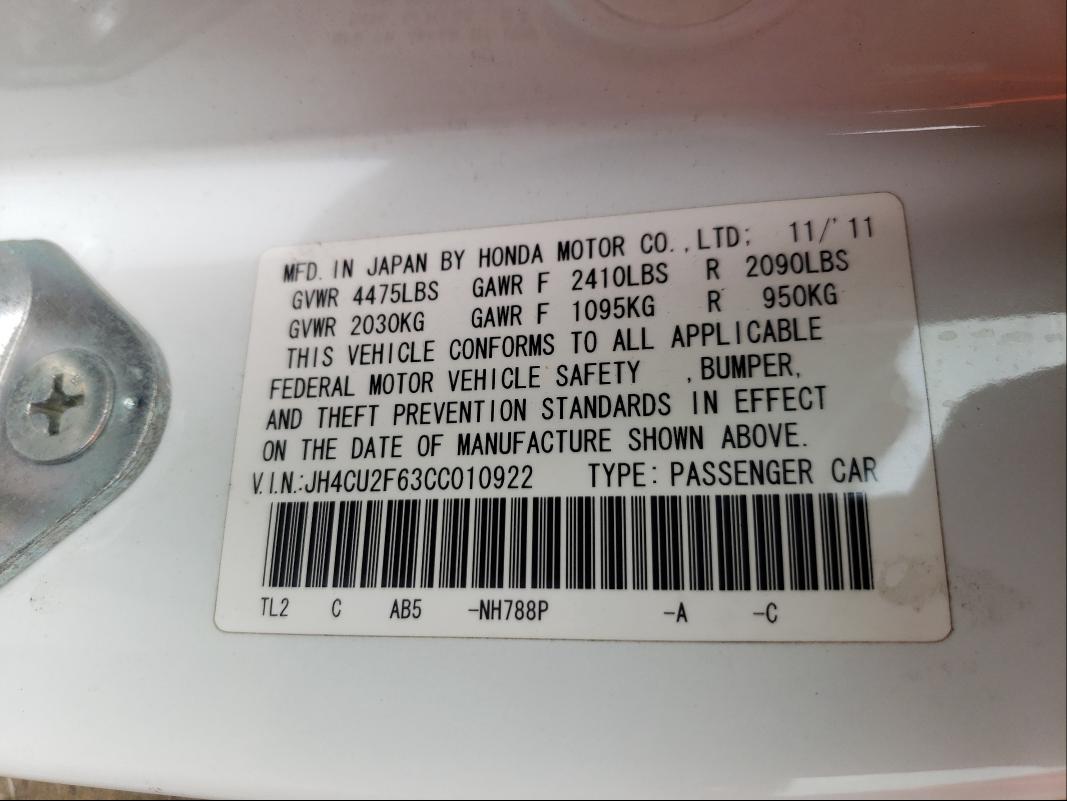 MFD. IN JAPAN BY HONDA MOTOR CO., LTD; 11/'11
GVWR 4475LBS GAWR F 2410LBS R 2090LBS
GVWR 2030KG GAWR F 1095KG R 950KG
THIS VEHICLE CONFORMS TO ALL APPLICABLE
FEDERAL MOTOR VEHICLE SAFETY , BUMPER,
AND THEFT PREVENTION STANDARDS IN EFFECT
ON THE DATE OF MANUFACTURE SHOWN ABOVE.
V.I.N.:JH4CU2F63CC010922 TYPE: PASSENGER CAR
TL2 C AB5 -NH788P -A -C